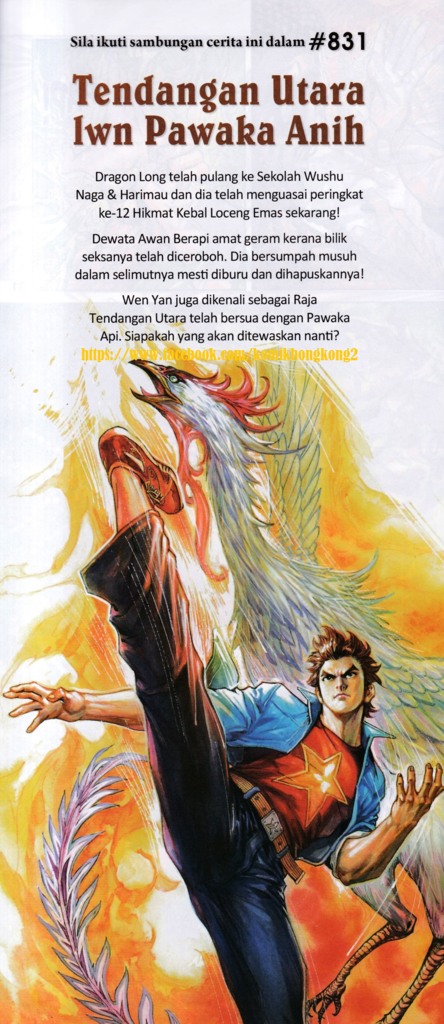 Sila ikuti sambungan cerita ini dalam #831
Tendangan Utara
lwn Pawaka Anih
Dragon Long telah pulang ke Sekolah Wushu
Naga & Harimau dan dia telah menguasai peringkat
ke-12 Hikmat Kebal Loceng Emas sekarang!
Dewata Awan Berapi amat geram kerana bilik
seksanya telah diceroboh. Dia bersumpah musuh
dalam selimutnya mesti diburu dan dihapuskannya!
Wen Yan juga dikenali sebagai Raja
Tendangan Utara telah bersua dengan Pawaka
Api. Siapakah yang akan ditewaskan nanti?
https://www.facebook.com/komikhongkong2